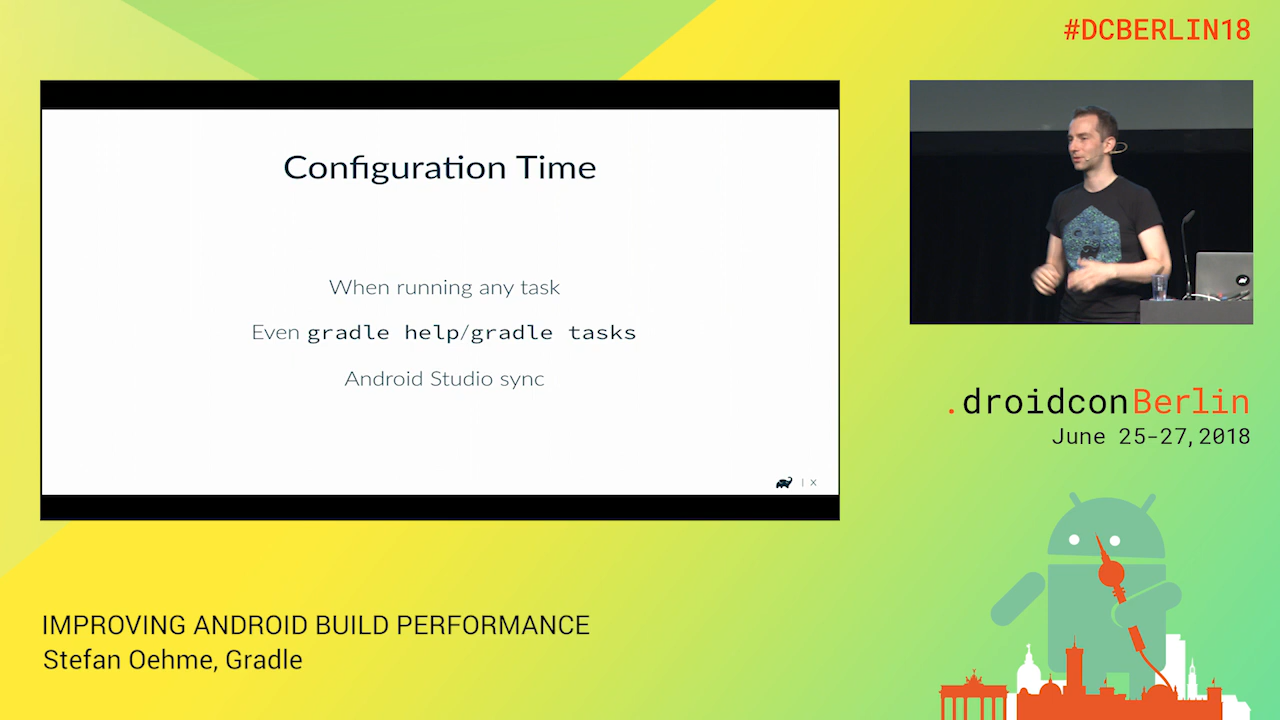 #DCBERLIN18
Configuration Time
When running any task
Even gradle help/gradle tasks
Android Studio sync
| X
.droidconBerlin
June 25-27, 2018
IMPROVING ANDROID BUILD PERFORMANCE
Stefan Oehme, Gradle